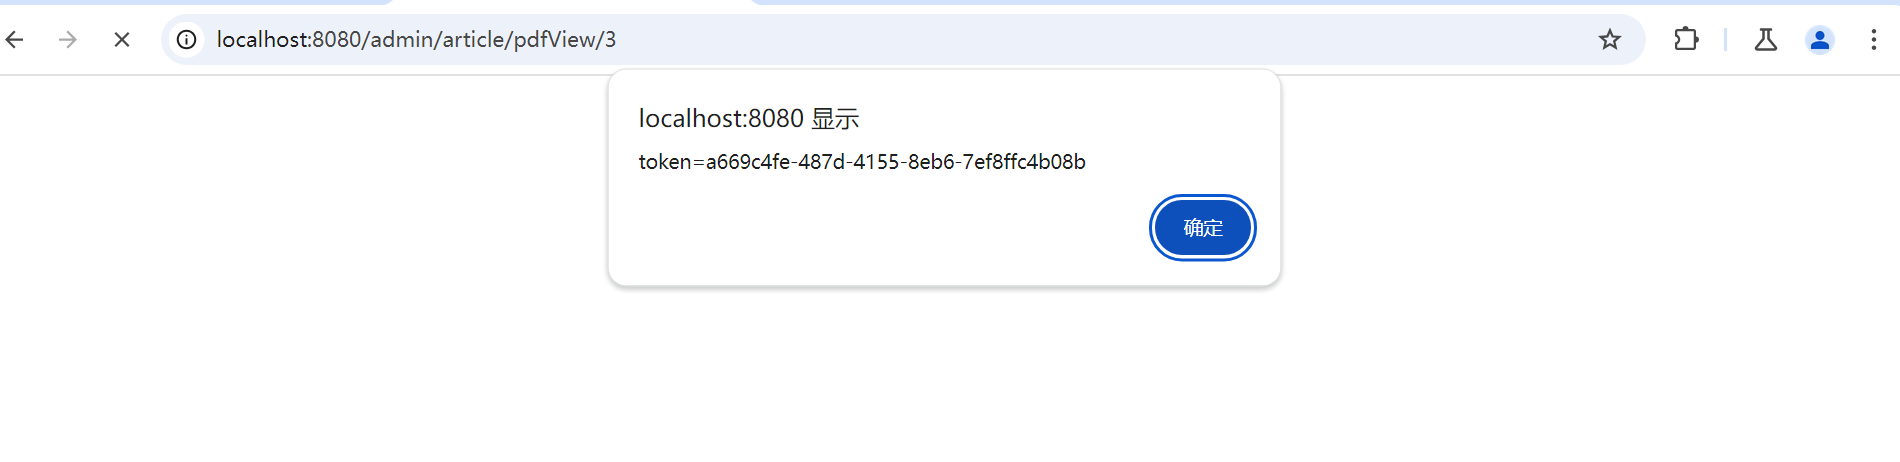 localhost:8080/admin/article/pdfView/3
localhost:8080 显示
token=a669c4fe-487d-4155-8eb6-7ef8ffc4b08b
确定